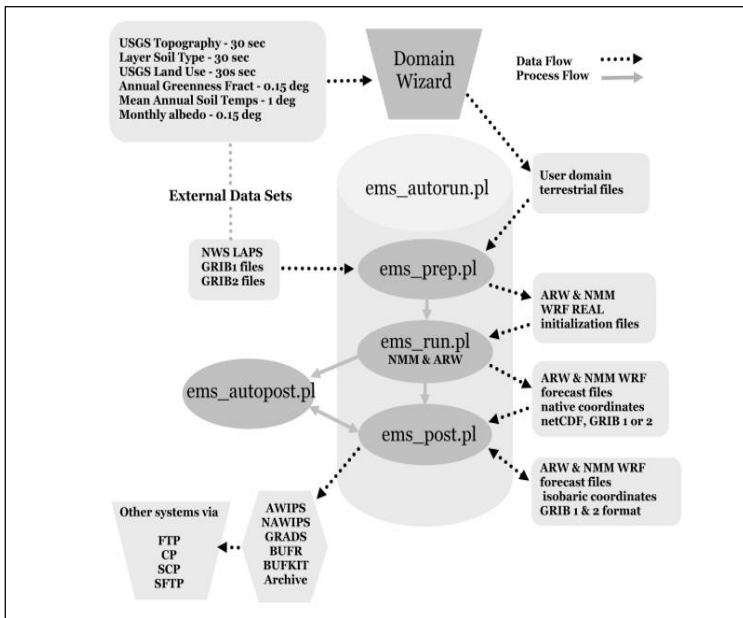 USGS Topography - 30 sec
Layer Soil Type - 30 sec
USGS Land Use - 30s sec
Annual Greenness Fract - 0.15 deg
Mean Annual Soil Temps - 1 deg
Monthly albedo - 0.15 deg
Domain
Wizard
Data Flow
Process Flow
External Data Sets
ems_autorun.pl
User domain
terrestrial files
NWS LAPS
GRIB1 files
GRIB2 files
ems_prep.pl
ARW & NMM
WRF REAL
initialization files
ems_run.pl
NMM & ARW
ems_autopost.pl
ARW & NMM WRF
forecast files
native coordinates
netCDF, GRIB 1 or 2
ems_post.pl
ARW & NMM WRF
forecast files
isobaric coordinates
GRIB 1 & 2 format
Other systems via
FTP
CP
SCP
SFTP
AWIPS
NAWIPS
GRADS
BUFR
BUFKIT
Archive